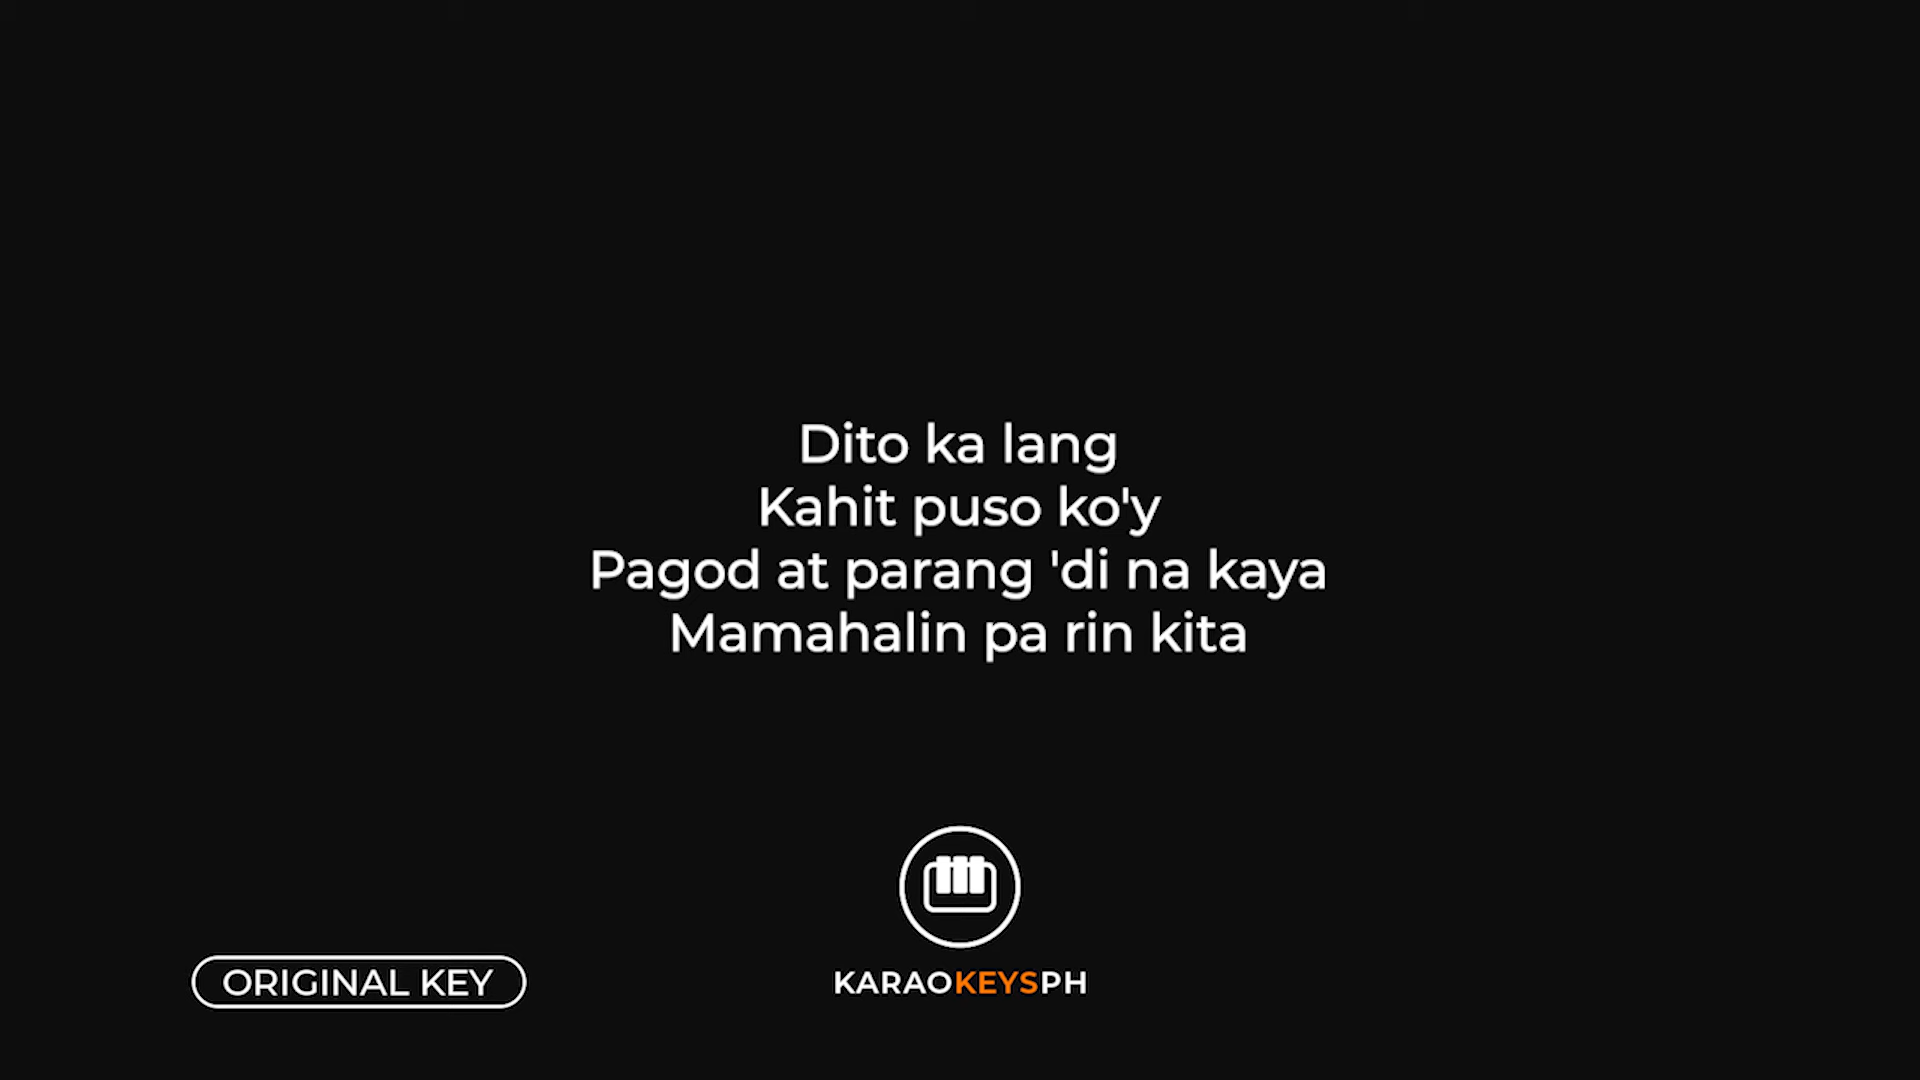 Dito ka lang
Kahit puso ko'y
Pagod at parang 'di na kaya
Mamahalin pa rin kita
ORIGINAL KEY
KARAOKEYSPH